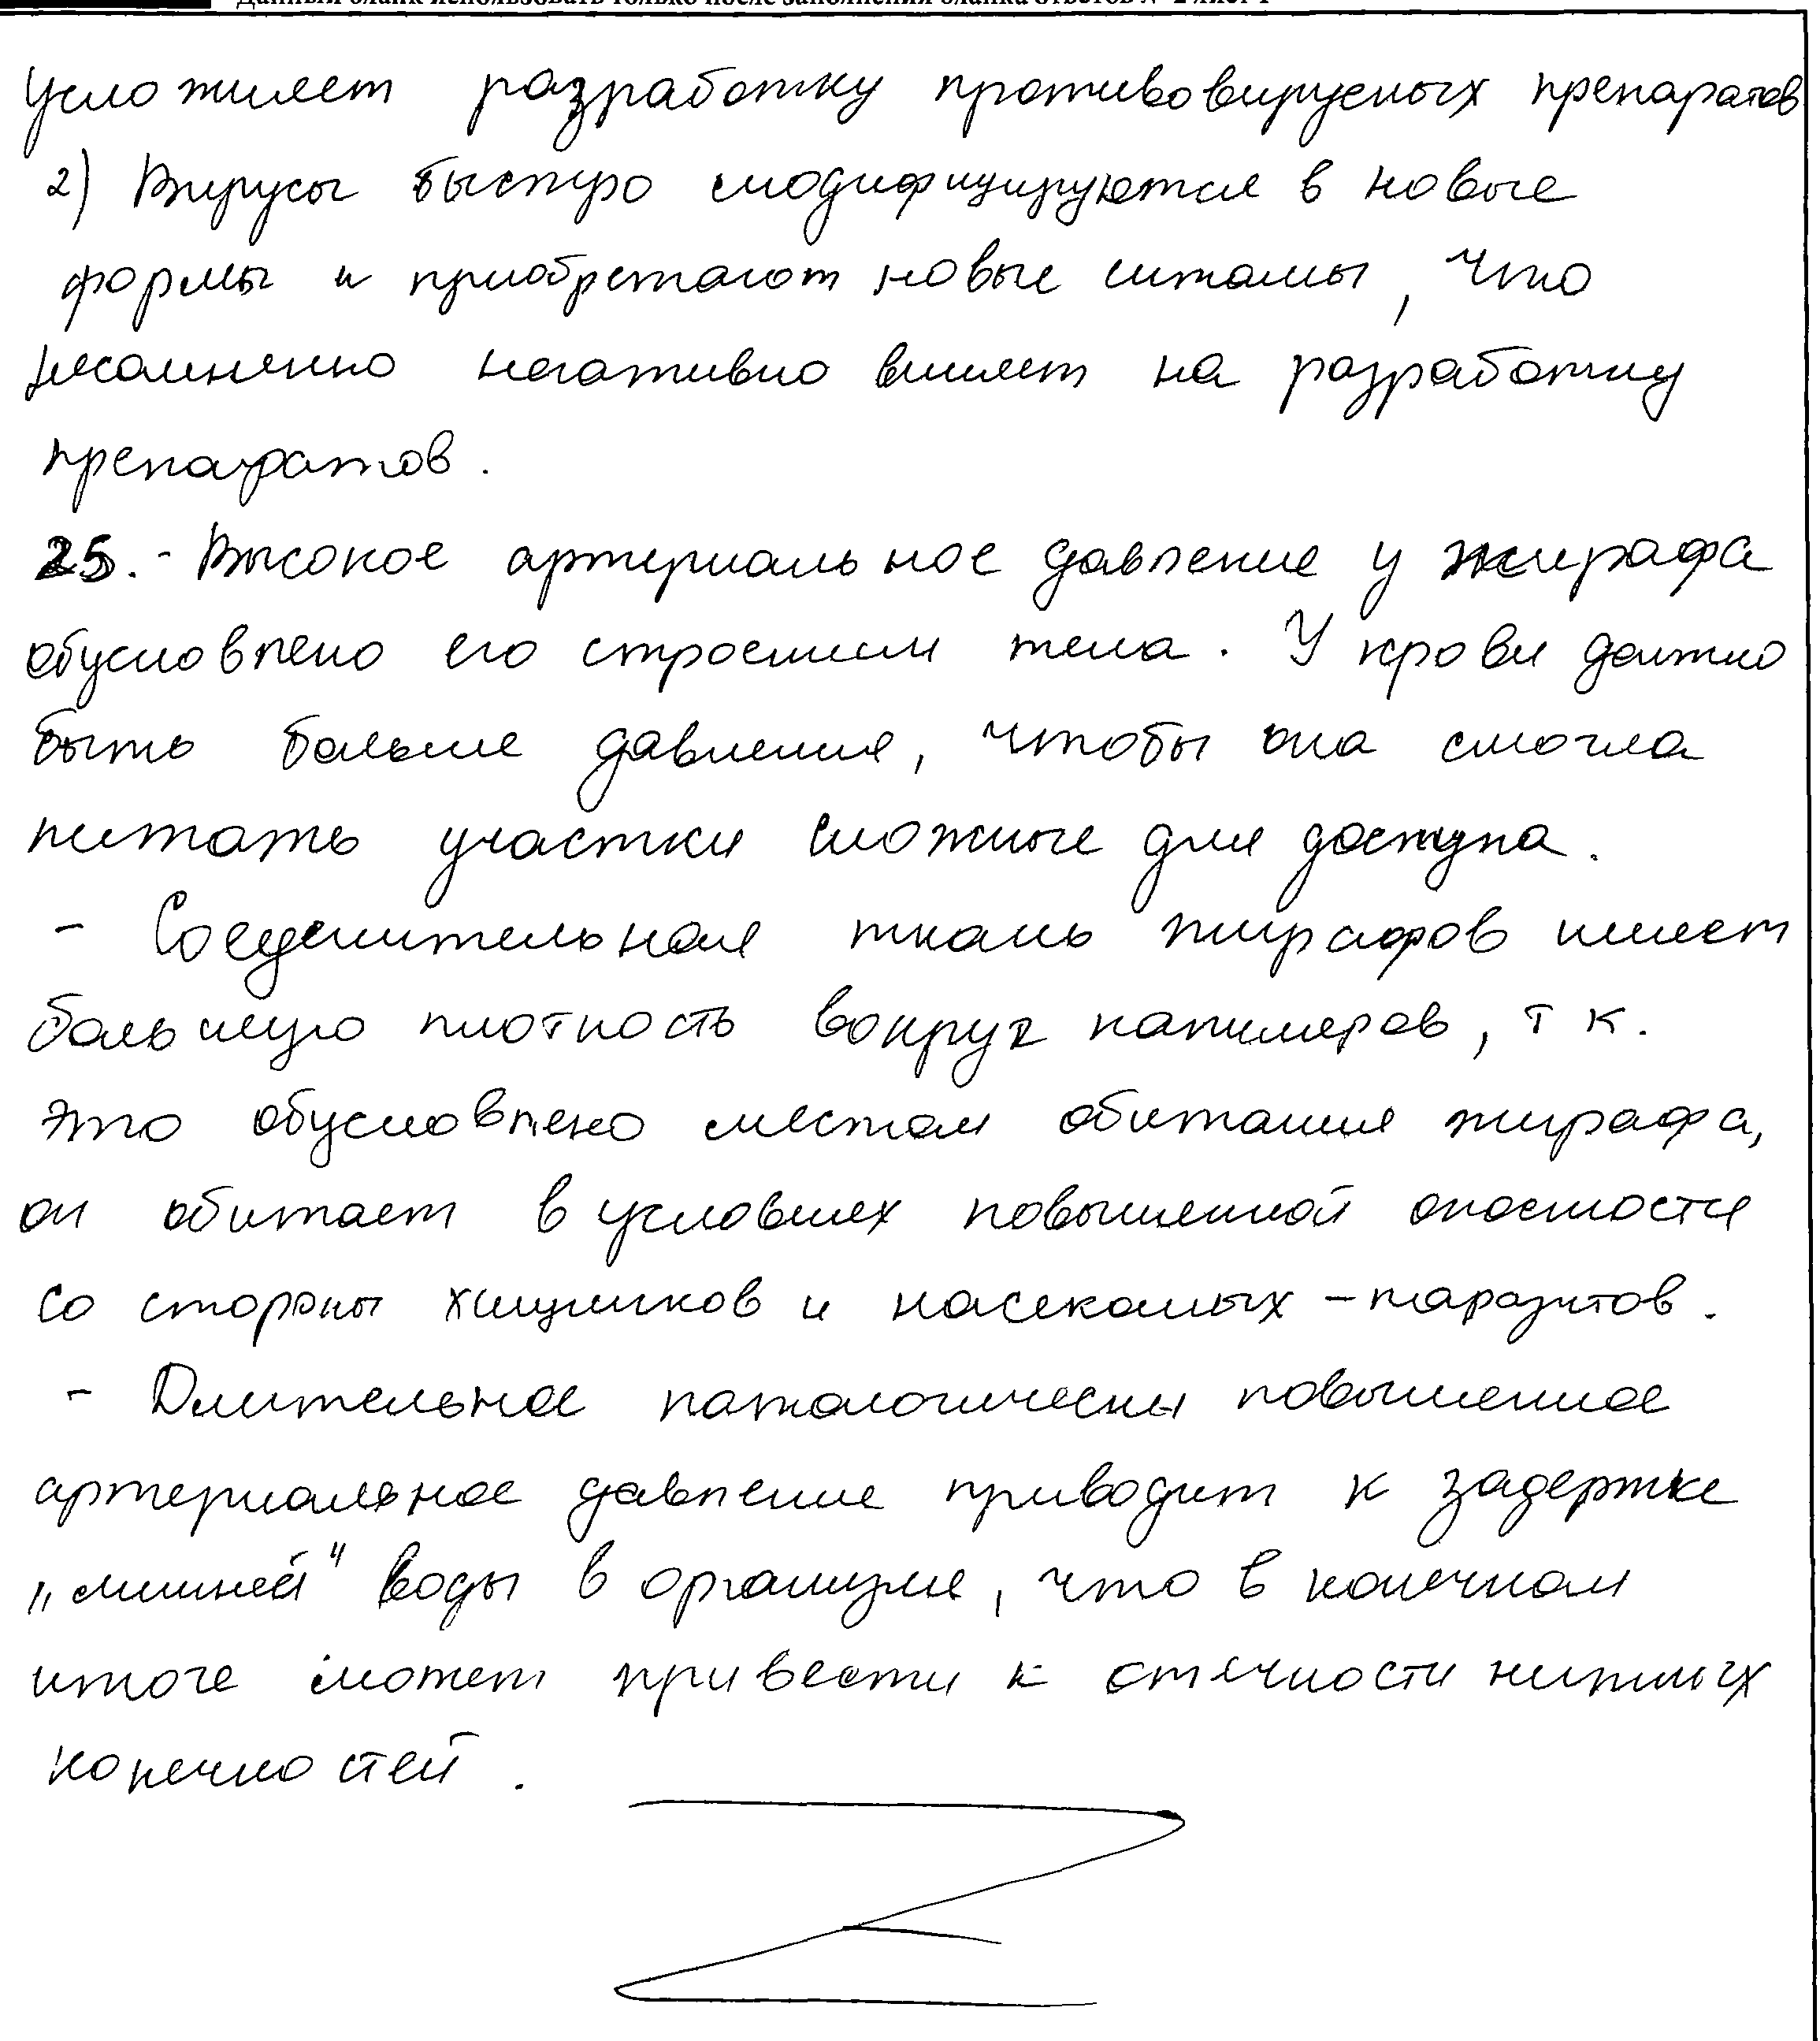 Данный бланк использовать только после заполнения бланка ответов № 2 лист 1
усложняет разработку противовирусных препаратов
2) Вирусы быстро модифицируются в новые
формы и приобретают новые штаммы, что
несомненно негативно влияет на разработку
препаратов.
25. - Высокое артериальное давление у жирафа
обусловлено его строением тела. У крови должно
быть больше давления, чтобы она смогла
питать участки сложные для доступа.
- Соединительная ткань жирафов имеет
большую плотность вокруг капилляров, т к.
это обусловлено местом обитания жирафа,
он обитает в условиях повышенной опасности
со стороны хищников и насекомых - паразитов.
- Длительное патологически повышенное
артериальное давление приводит к задержке
„лишней" воды в организме, что в конечном
итоге может привести к отёчности нижних
конечностей.